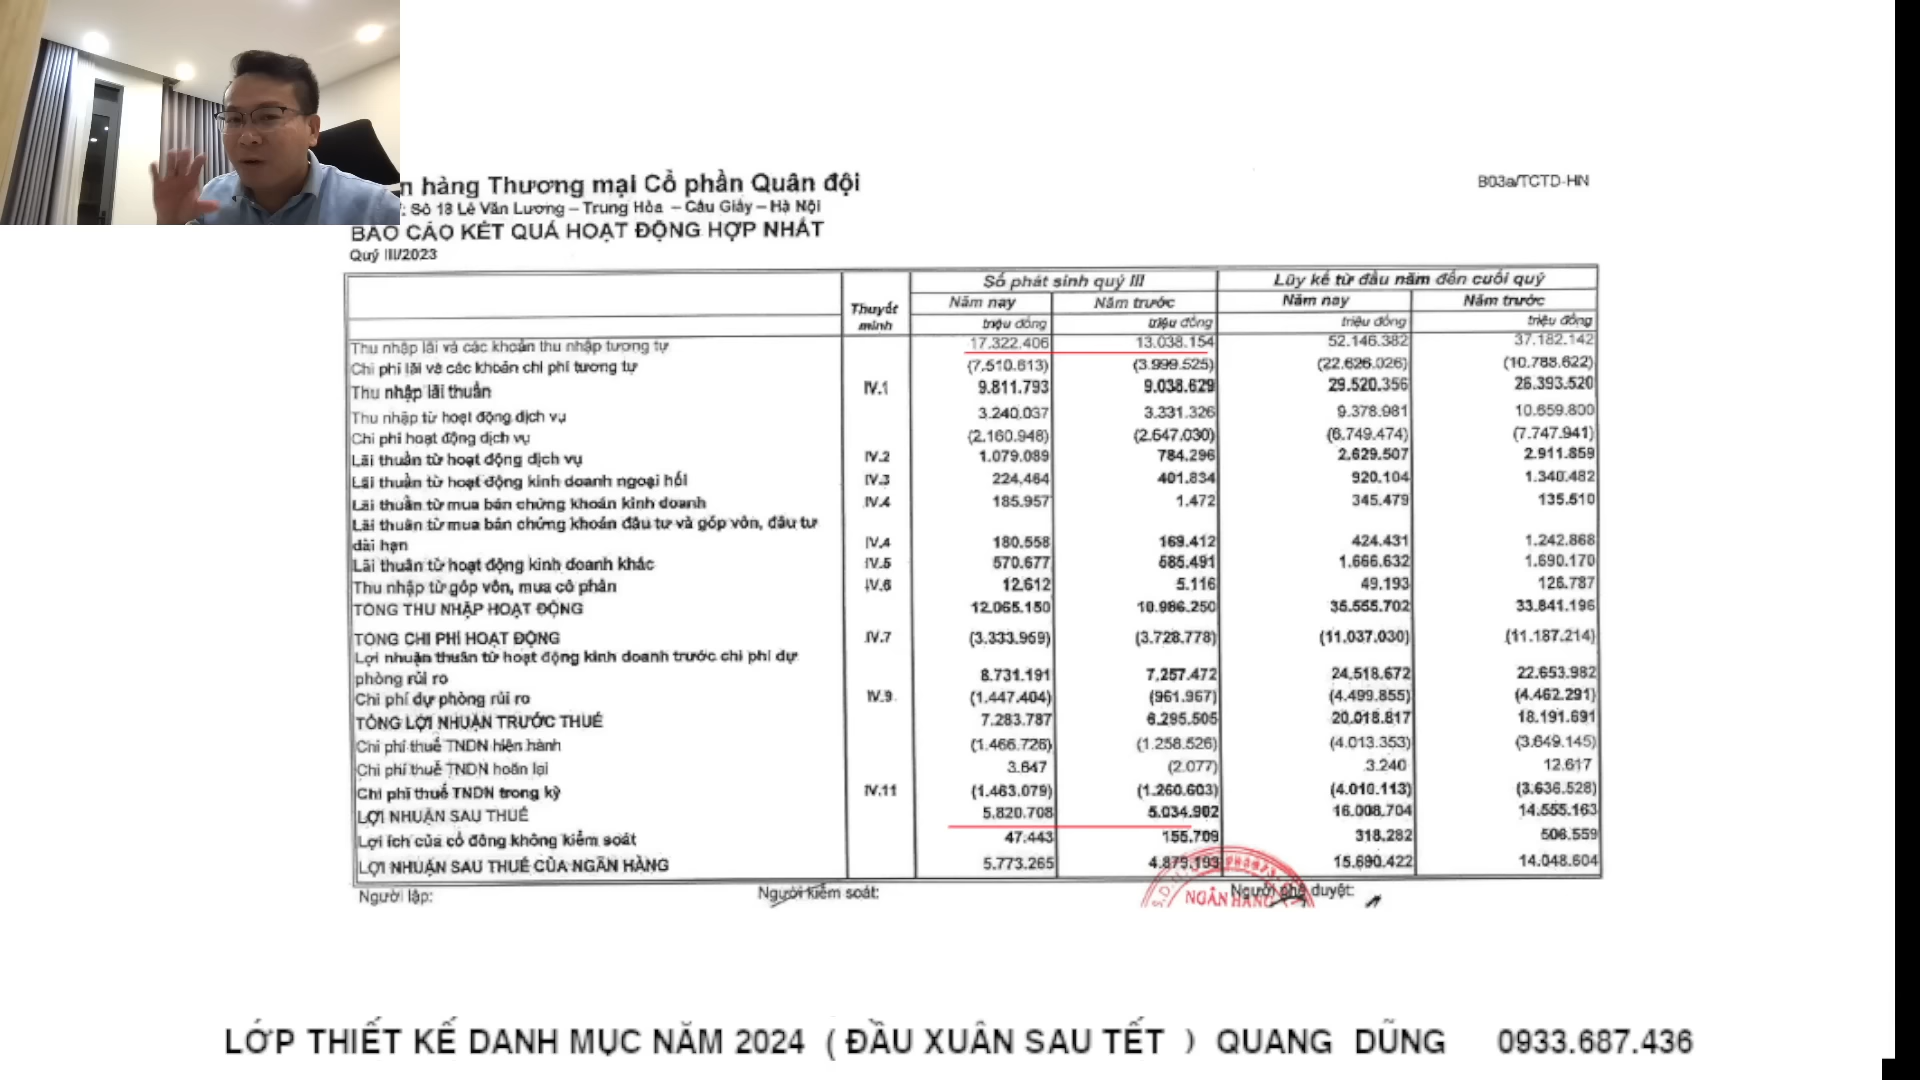 n hàng Thương mại Cổ phần Quân đội
: Số 18 Lê Văn Lương – Trung Hòa – Cầu Giấy – Hà Nội
B03a/TCTD-HN
BÁO CÁO KẾT QUẢ HOẠT ĐỘNG HỢP NHẤT
Quý III/2023
Thuyết minh
Số phát sinh quý III
Lũy kế từ đầu năm đến cuối quý
Năm nay Năm trước Năm nay Năm trước
triệu đồng triệu đồng triệu đồng triệu đồng
Thu nhập lãi và các khoản thu nhập tương tự 17.322.406 13.038.154 52.146.382 37.182.142
Chi phí lãi và các khoản chi phí tương tự (7.510.613) (3.999.525) (22.626.026) (10.788.622)
Thu nhập lãi thuần IV.1 9.811.793 9.038.629 29.520.356 26.393.520
Thu nhập từ hoạt động dịch vụ 3.240.037 3.331.326 9.378.981 10.659.800
Chi phí hoạt động dịch vụ (2.160.948) (2.547.030) (6.749.474) (7.747.941)
Lãi thuần từ hoạt động dịch vụ IV.2 1.079.089 784.296 2.629.507 2.911.859
Lãi thuần từ hoạt động kinh doanh ngoại hối IV.3 224.464 401.834 920.104 1.340.482
Lãi thuần từ mua bán chứng khoán kinh doanh IV.4 185.957 1.472 345.479 135.510
Lãi thuần từ mua bán chứng khoán đầu tư và góp vốn, đầu tư
dài hạn IV.4 180.558 169.412 424.431 1.242.868
Lãi thuần từ hoạt động kinh doanh khác IV.5 570.677 585.491 1.666.632 1.690.170
Thu nhập từ góp vốn, mua cổ phần IV.6 12.612 5.116 49.193 126.787
TỔNG THU NHẬP HOẠT ĐỘNG 12.065.150 10.986.250 35.555.702 33.841.196
TỔNG CHI PHÍ HOẠT ĐỘNG IV.7 (3.333.959) (3.728.778) (11.037.030) (11.187.214)
Lợi nhuận thuần từ hoạt động kinh doanh trước chi phí dự
phòng rủi ro 8.731.191 7.257.472 24.518.672 22.653.982
Chi phí dự phòng rủi ro IV.9 (1.447.404) (961.967) (4.499.855) (4.462.291)
TỔNG LỢI NHUẬN TRƯỚC THUẾ 7.283.787 6.295.505 20.018.817 18.191.691
Chi phí thuế TNDN hiện hành (1.466.726) (1.258.526) (4.013.353) (3.649.145)
Chi phí thuế TNDN hoãn lại 3.647 (2.077) 3.240 12.617
Chi phí thuế TNDN trong kỳ IV.11 (1.463.079) (1.260.603) (4.010.113) (3.636.528)
LỢI NHUẬN SAU THUẾ 5.820.708 5.034.902 16.008.704 14.555.163
Lợi ích của cổ đông không kiểm soát 47.443 155.709 318.282 506.559
LỢI NHUẬN SAU THUẾ CỦA NGÂN HÀNG 5.773.265 4.879.193 15.690.422 14.048.604
Người lập: Người kiểm soát: Người phê duyệt:
NGÂN HÀNG
LỚP THIẾT KẾ DANH MỤC NĂM 2024 ( ĐẦU XUÂN SAU TẾT ) QUANG DŨNG 0933.687.436